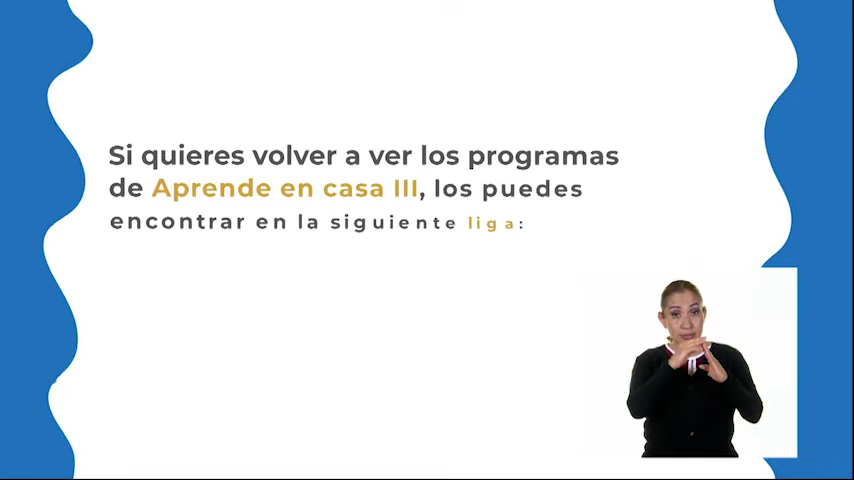 Si quieres volver a ver los programas
de Aprende en casa III, los puedes
encontrar en la siguiente liga: